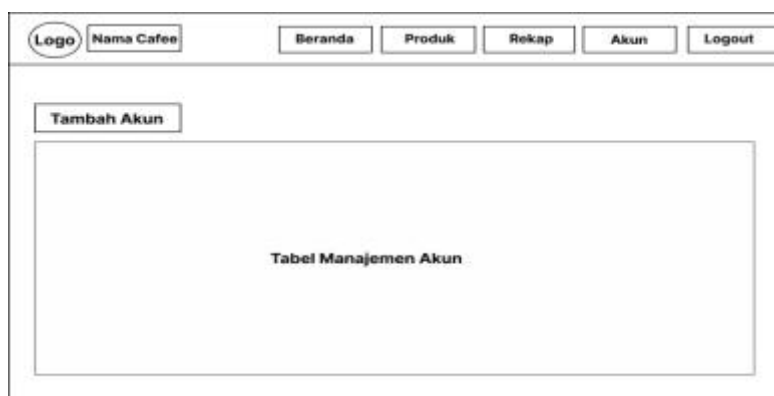 Logo Nama Cafee Beranda Produk Rekap Akun Logout
Tambah Akun
Tabel Manajemen Akun